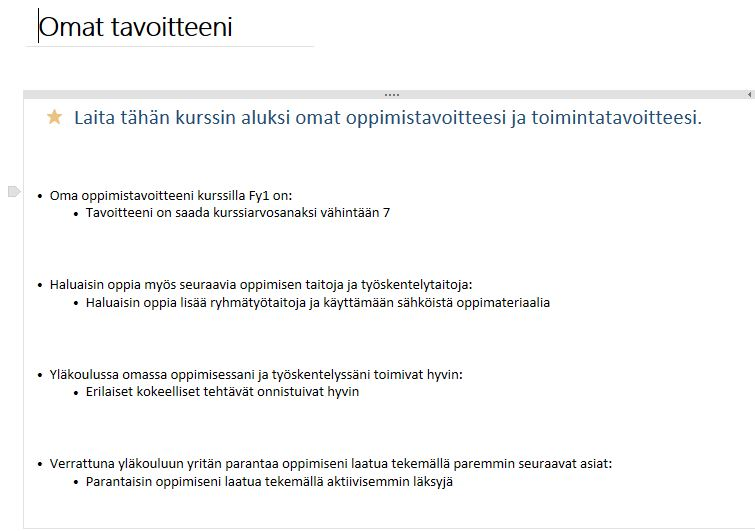 Omat tavoitteeni
Laita tähän kurssin aluksi omat oppimistavoitteesi ja toimintatavoitteesi.
• Oma oppimistavoitteeni kurssilla Fy1 on:
• Tavoitteeni on saada kurssiarvosanaksi vähintään 7
• Haluaisin oppia myös seuraavia oppimisen taitoja ja työskentelytaitoja:
• Haluaisin oppia lisää ryhmätyötaitoja ja käyttämään sähköistä oppimateriaalia
• Yläkoulussa omassa oppimisessani ja työskentelyssäni toimivat hyvin:
• Erilaiset kokeelliset tehtävät onnistuivat hyvin
• Verrattuna yläkouluun yritän parantaa oppimiseni laatua tekemällä paremmin seuraavat asiat:
• Parantaisin oppimiseni laatua tekemällä aktiivisemmin läksyjä